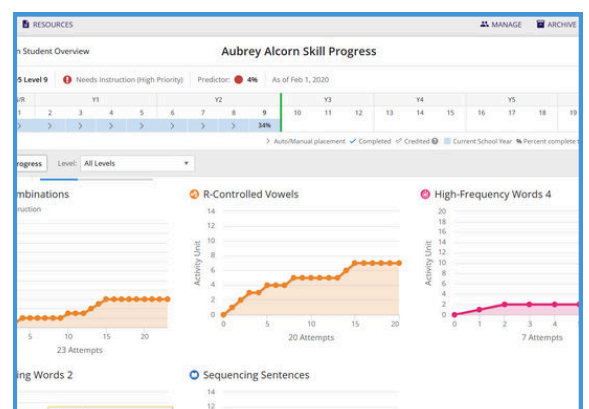 RESOURCES MANAGE ARCHIVE
n Student Overview Aubrey Alcorn Skill Progress
-5 Level 9 Needs Instruction (High Priority) Predictor: 4% As of Feb 1, 2020
Y1 Y2 Y3 Y4 Y5
1 2 3 4 5 6 7 8 9 10 11 12 13 14 15 16 17 18 19
> > > > > > > > 34%
> Auto/Manual placement ✓ Completed Credited Current School Year % Percent complete
rogress Level: All Levels
mbinations R-Controlled Vowels High-Frequency Words 4
ruction
14 12 10 8 6 4 2 0
Activity Unit
0 5 10 15 20
20 Attempts
20 18 16 14 12 10 8 6 4 2 0
Activity Unit
0 1 2 3 4
7 Attempts
5 10 15 20
23 Attempts
ing Words 2 Sequencing Sentences
14
12